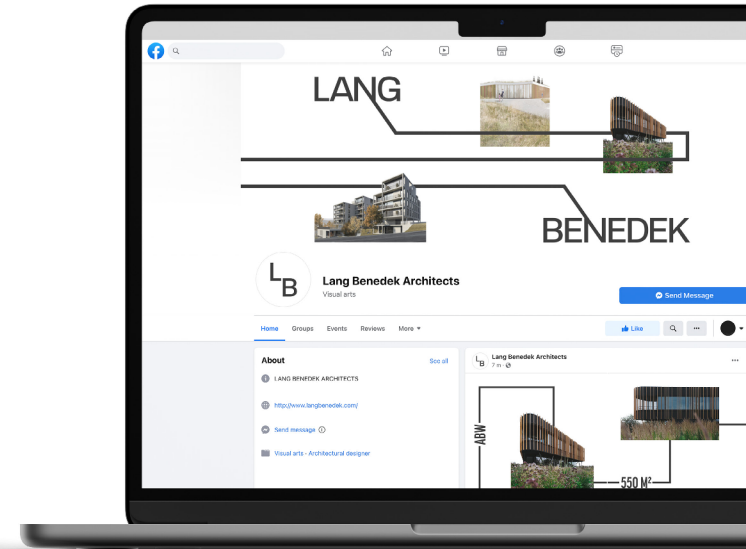 LANG
BENEDEK
L
B
Lang Benedek Architects
Visual arts
Send Message
Home Groups Events Reviews More
Like
About See all
LANG BENEDEK ARCHITECTS
http://www.langbenedek.com/
Send message
Visual arts - Architectural designer
L
B
Lang Benedek Architects
7 m
ABW
550 M²